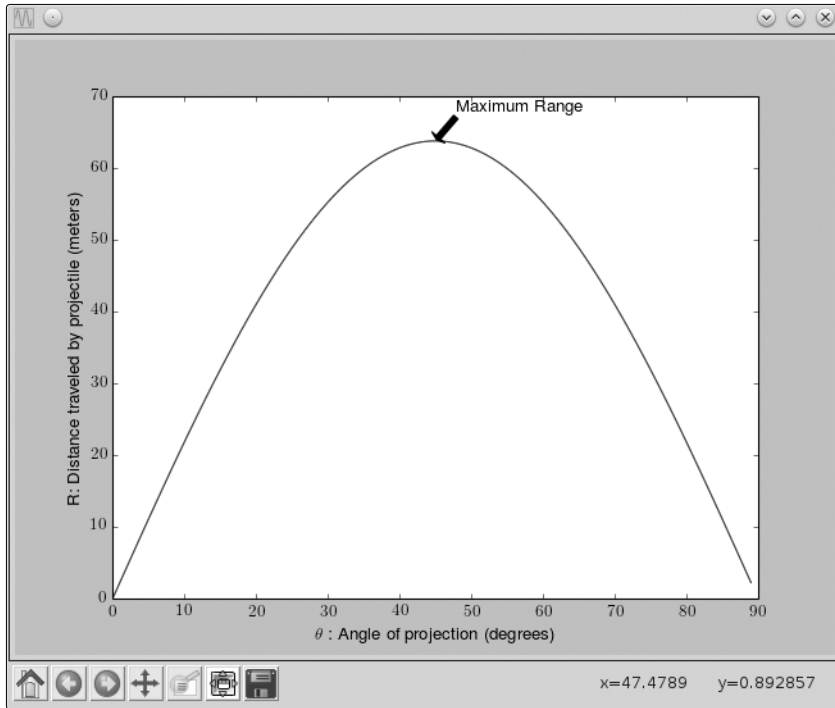 Maximum Range
70
60
50
40
30
20
10
0
R: Distance traveled by projectile (meters)
0 10 20 30 40 50 60 70 80 90
θ : Angle of projection (degrees)
x=47.4789 y=0.892857